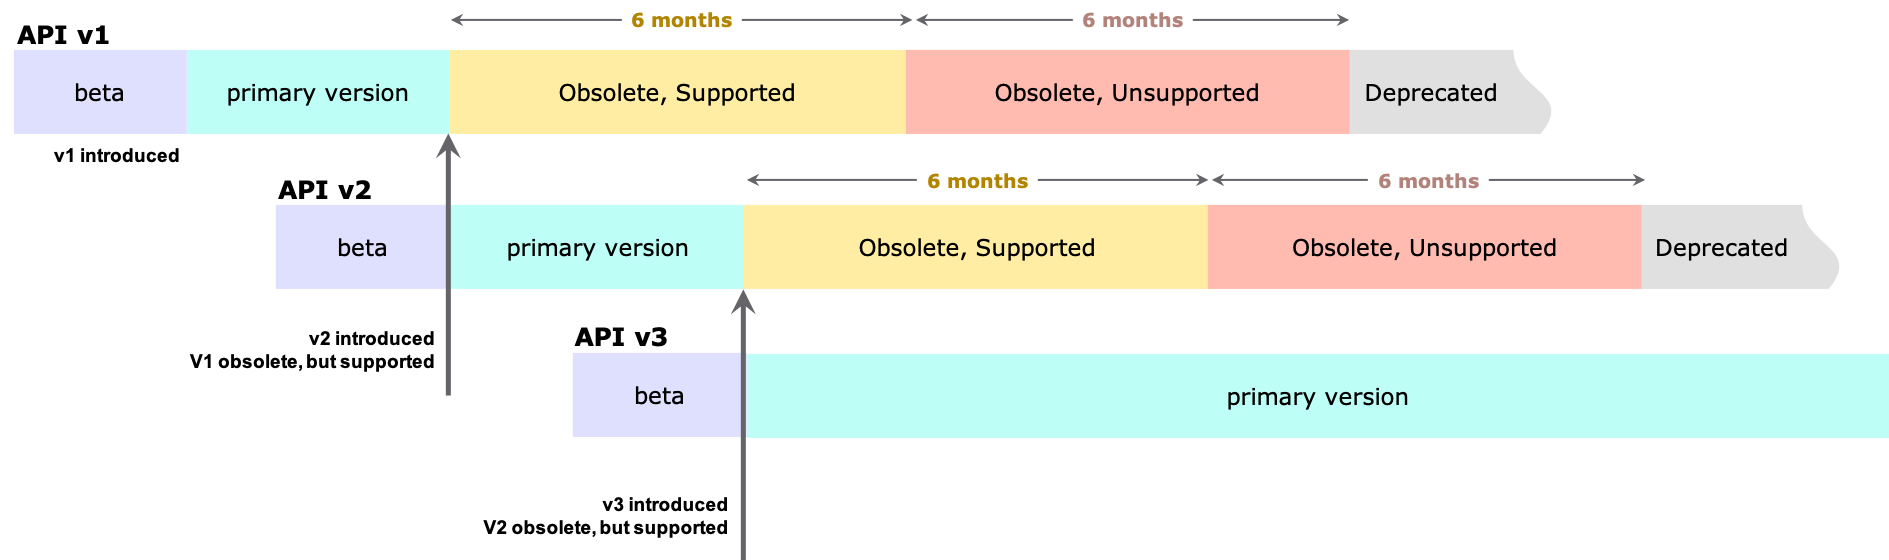 6 months
6 months
API v1
beta
primary version
Obsolete, Supported
Obsolete, Unsupported
Deprecated
v1 introduced
6 months
6 months
API v2
beta
primary version
Obsolete, Supported
Obsolete, Unsupported
Deprecated
v2 introduced
V1 obsolete, but supported
API v3
beta
primary version
v3 introduced
V2 obsolete, but supported